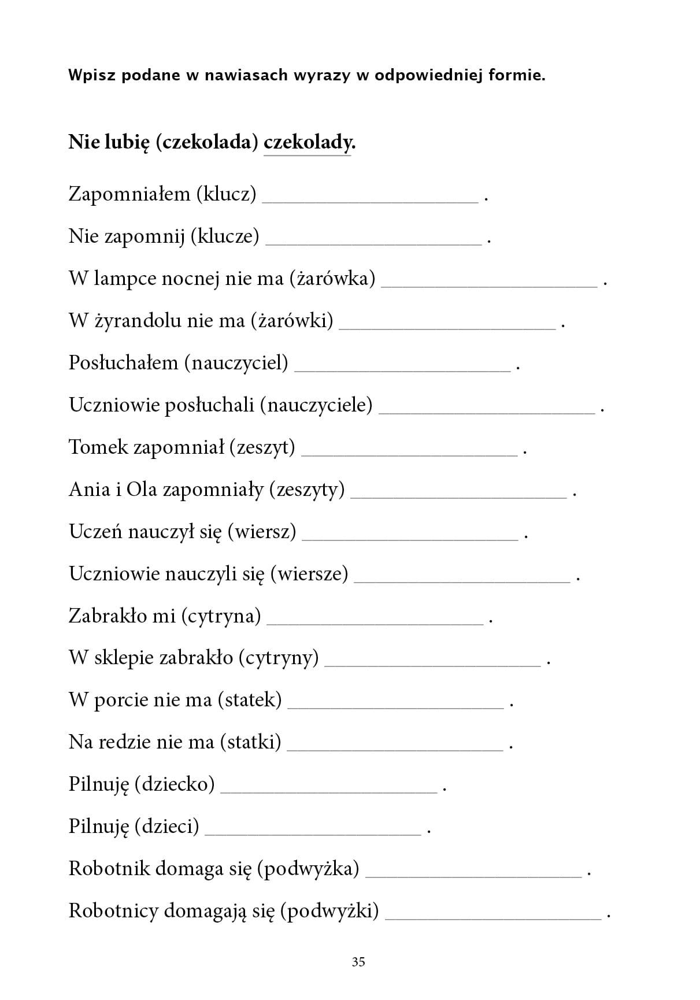 Wpisz podane w nawiasach wyrazy w odpowiedniej formie.
Nie lubię (czekolada) czekolady.
Zapomniałem (klucz) ____________________ .
Nie zapomnij (klucze) ____________________ .
W lampce nocnej nie ma (żarówka) ____________________ .
W żyrandolu nie ma (żarówki) ____________________ .
Posłuchałem (nauczyciel) ____________________ .
Uczniowie posłuchali (nauczyciele) ____________________ .
Tomek zapomniał (zeszyt) ____________________ .
Ania i Ola zapomniały (zeszyty) ____________________ .
Uczeń nauczył się (wiersz) ____________________ .
Uczniowie nauczyli się (wiersze) ____________________ .
Zabrakło mi (cytryna) ____________________ .
W sklepie zabrakło (cytryny) ____________________ .
W porcie nie ma (statek) ____________________ .
Na redzie nie ma (statki) ____________________ .
Pilnuję (dziecko) ____________________ .
Pilnuję (dzieci) ____________________ .
Robotnik domaga się (podwyżka) ____________________ .
Robotnicy domagają się (podwyżki) ____________________ .
35